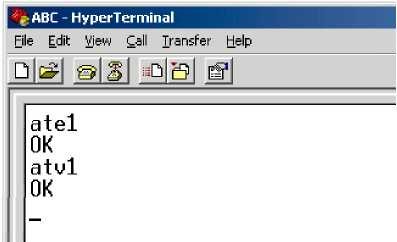 ABC - HyperTerminal
File Edit View Call Transfer Help
ate1
OK
atv1
OK
_